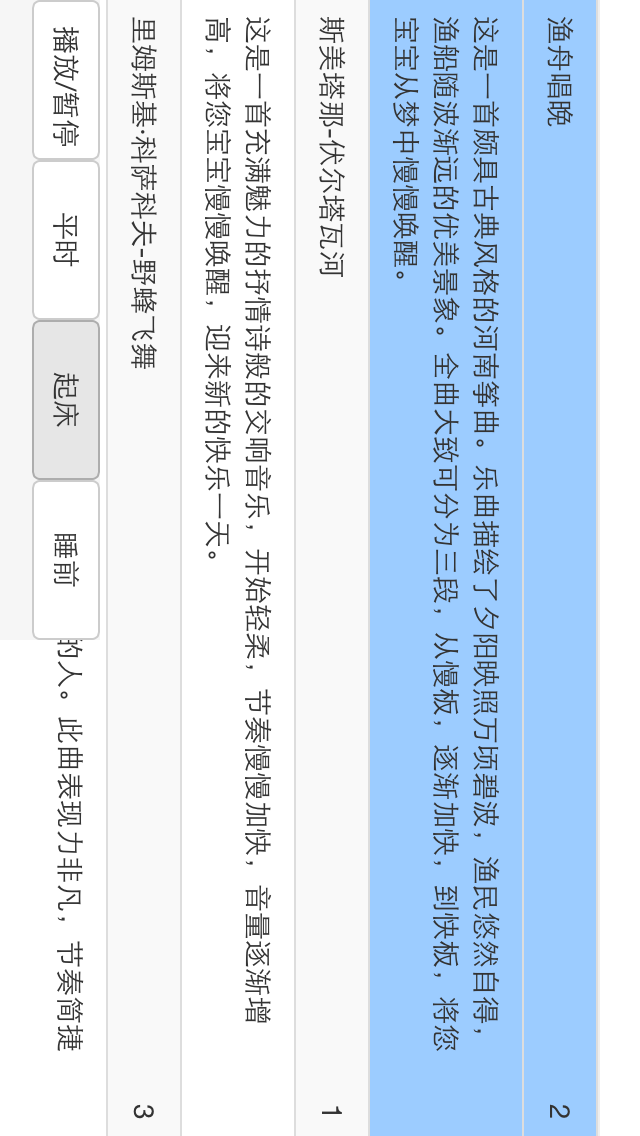 渔舟唱晚 2
这是一首颇具古典风格的河南筝曲。乐曲描绘了夕阳映照万顷碧波，渔民悠然自得，
渔船随波渐远的优美景象。全曲大致可分为三段，从慢板，逐渐加快，到快板，将您
宝宝从梦中慢慢唤醒。
斯美塔那-伏尔塔瓦河 1
这是一首充满魅力的抒情诗般的交响音乐，开始轻柔，节奏慢慢加快，音量逐渐增
高，将您宝宝慢慢唤醒，迎来新的快乐一天。
里姆斯基·科萨科夫-野蜂飞舞 3
的人。此曲表现力非凡，节奏简捷
播放/暂停
平时
起床
睡前